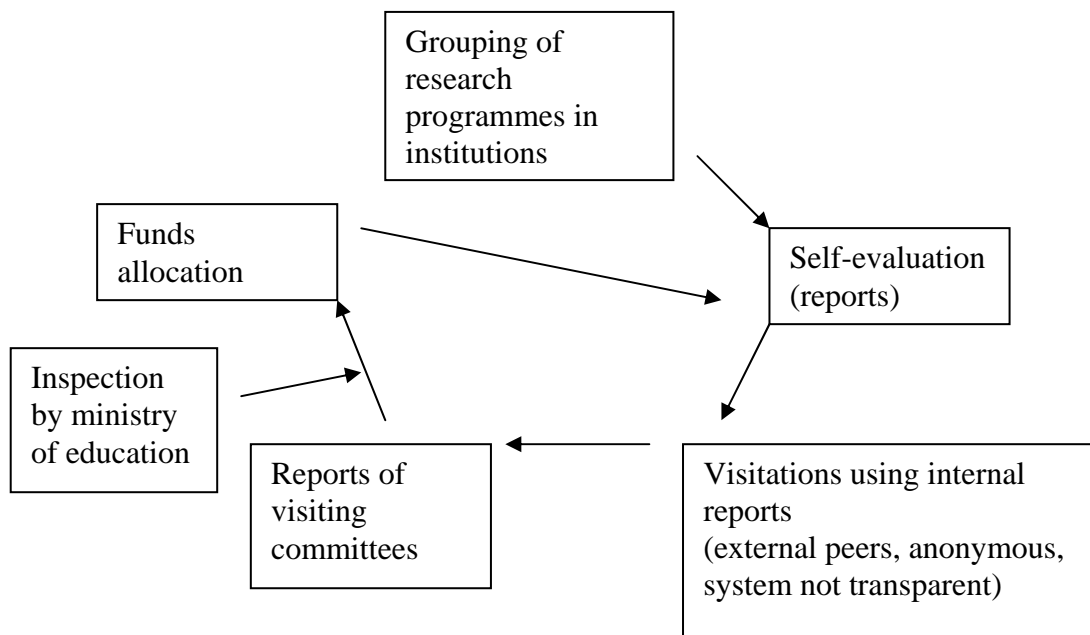 Grouping of
research
programmes in
institutions
Funds
allocation
Self-evaluation
(reports)
Inspection
by ministry
of education
Reports of
visiting
committees
Visitations using internal
reports
(external peers, anonymous,
system not transparent)